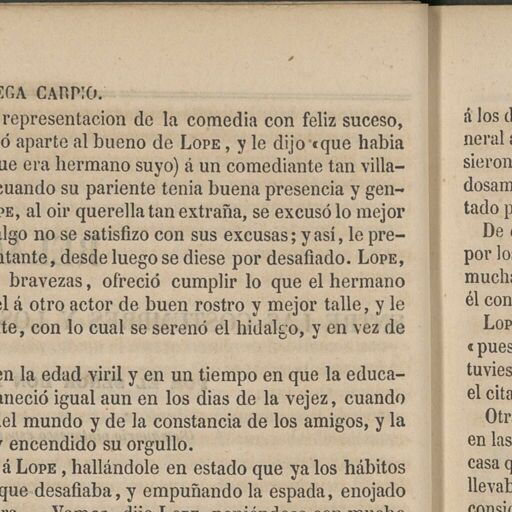 EGA CARPIO.
representacion de la comedia con feliz suceso,
ó aparte al bueno de LOPE, y le dijo «que habia
ue era hermano suyo) á un comediante tan villa-
cuando su pariente tenia buena presencia y gen-
PE, al oir querella tan extraña, se excusó lo mejor
algo no se satisfizo con sus excusas; y así, le pre-
ntante, desde luego se diese por desafiado. LOPE,
bravezas, ofreció cumplir lo que el hermano
el á otro actor de buen rostro y mejor talle, y le
te, con lo cual se serenó el hidalgo, y en vez de
en la edad viril y en un tiempo en que la educa-
aneció igual aun en los dias de la vejez, cuando
del mundo y de la constancia de los amigos, y la
y encendido su orgullo.
á LOPE, hallándole en estado que ya los hábitos
que desafiaba, y empuñando la espada, enojado
Vamos, dijo LOPE, poniéndose con mucho
á los d
neral a
sieron
dosam
tado p
De
por lo
mucha
él con
LOP
«pues
tuvies
el cita
Otr
en las
casa q
llevab
consid